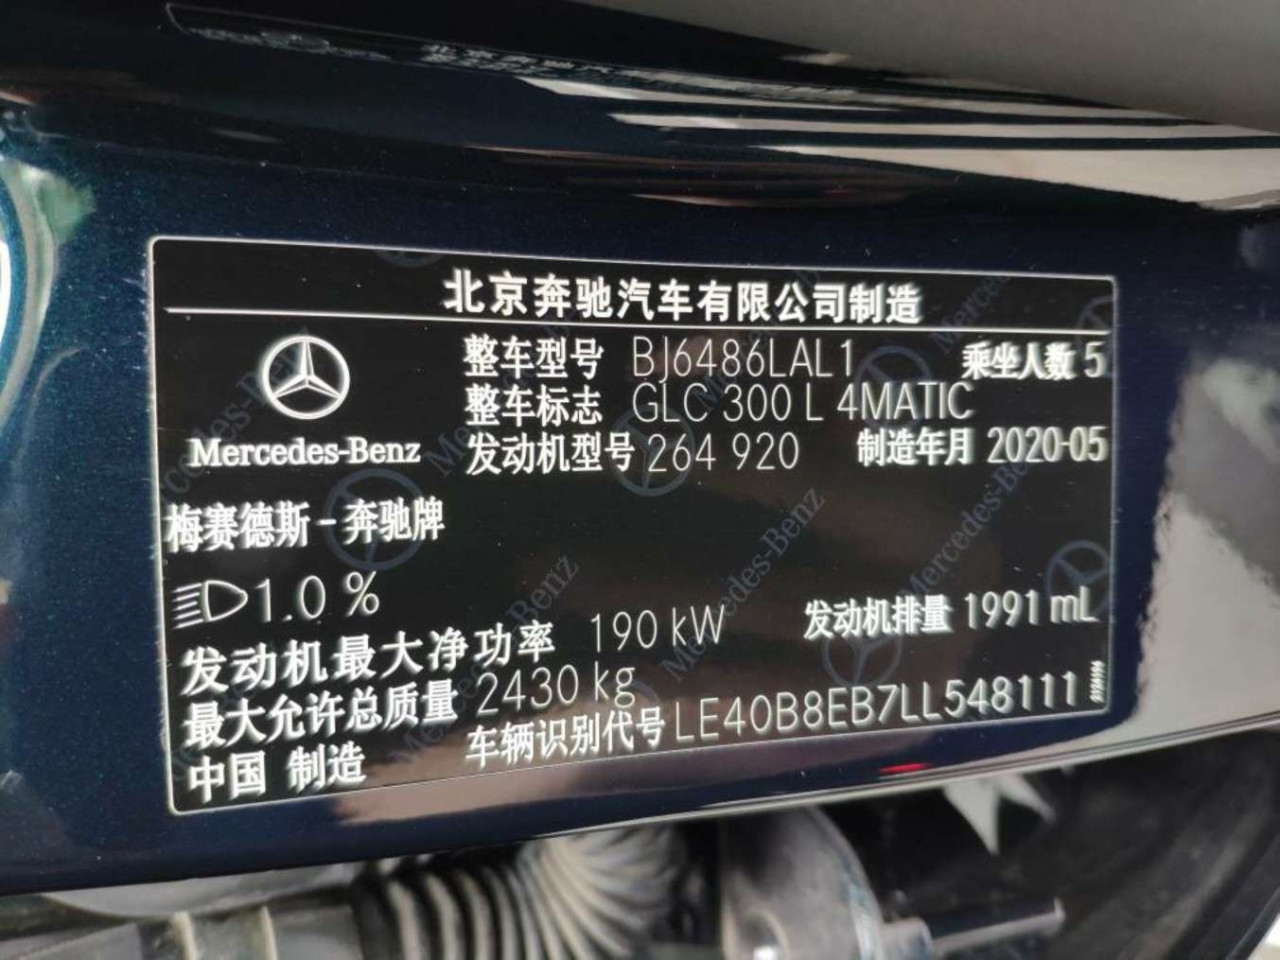 北京奔驰汽车有限公司制造
整车型号 BJ6486LAL1 乘坐人数 5
整车标志 GLC 300 L 4MATIC
Mercedes-Benz 发动机型号 264 920 制造年月 2020-05
梅赛德斯-奔驰牌
1.0 %
发动机最大净功率 190 kW 发动机排量 1991 mL
最大允许总质量 2430 kg
中国 制造 车辆识别代号 LE40B8EB7LL548111